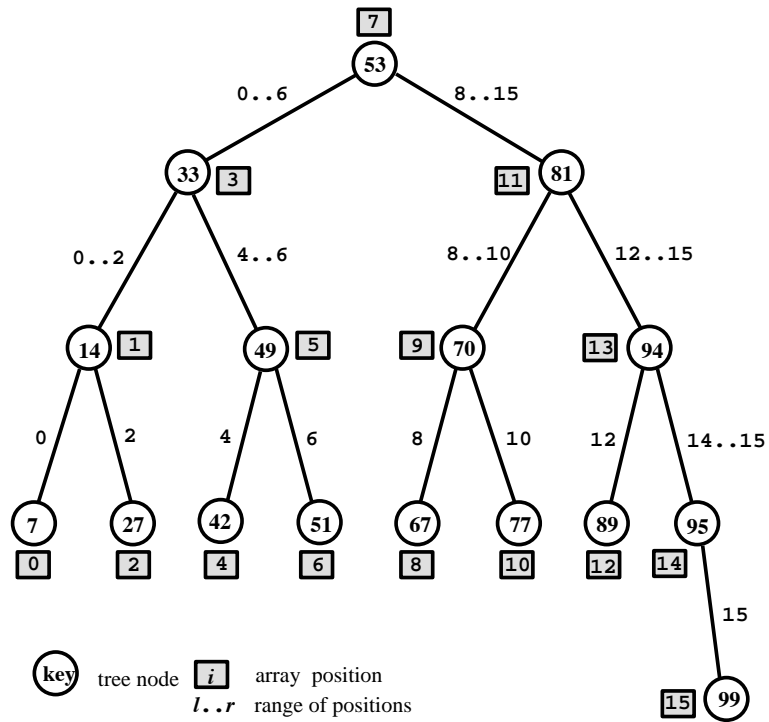 7
53
0..6 8..15
33 3 11 81
0..2 4..6 8..10 12..15
14 1 49 5 9 70 13 94
0 2 4 6 8 10 12 14..15
7 27 42 51 67 77 89 95
0 2 4 6 8 10 12 14
15
key tree node i array position
l..r range of positions
15 99